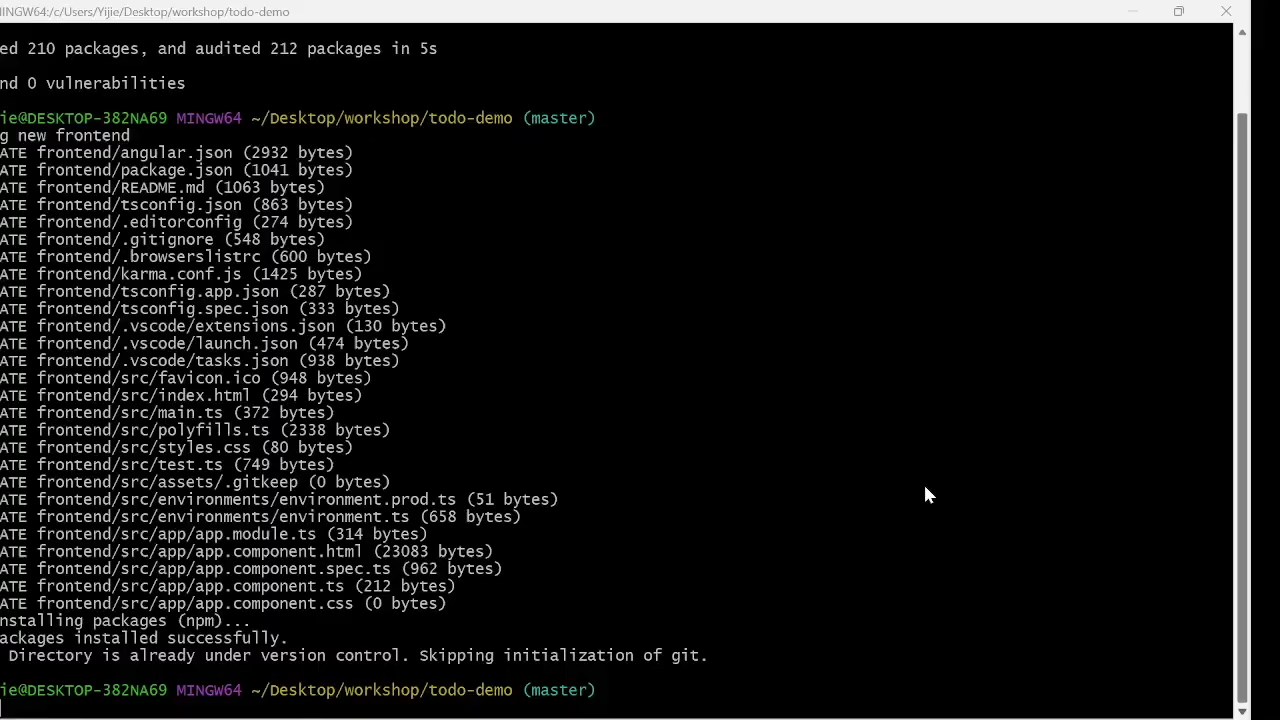 INGW64:/c/Users/Yijie/Desktop/workshop/todo-demo
ed 210 packages, and audited 212 packages in 5s
nd 0 vulnerabilities
ie@DESKTOP-382NA69 MINGW64 ~/Desktop/workshop/todo-demo (master)
g new frontend
ATE frontend/angular.json (2932 bytes)
ATE frontend/package.json (1041 bytes)
ATE frontend/README.md (1063 bytes)
ATE frontend/tsconfig.json (863 bytes)
ATE frontend/.editorconfig (274 bytes)
ATE frontend/.gitignore (548 bytes)
ATE frontend/.browserslistrc (600 bytes)
ATE frontend/karma.conf.js (1425 bytes)
ATE frontend/tsconfig.app.json (287 bytes)
ATE frontend/tsconfig.spec.json (333 bytes)
ATE frontend/.vscode/extensions.json (130 bytes)
ATE frontend/.vscode/launch.json (474 bytes)
ATE frontend/.vscode/tasks.json (938 bytes)
ATE frontend/src/favicon.ico (948 bytes)
ATE frontend/src/index.html (294 bytes)
ATE frontend/src/main.ts (372 bytes)
ATE frontend/src/polyfills.ts (2338 bytes)
ATE frontend/src/styles.css (80 bytes)
ATE frontend/src/test.ts (749 bytes)
ATE frontend/src/assets/.gitkeep (0 bytes)
ATE frontend/src/environments/environment.prod.ts (51 bytes)
ATE frontend/src/environments/environment.ts (658 bytes)
ATE frontend/src/app/app.module.ts (314 bytes)
ATE frontend/src/app/app.component.html (23083 bytes)
ATE frontend/src/app/app.component.spec.ts (962 bytes)
ATE frontend/src/app/app.component.ts (212 bytes)
ATE frontend/src/app/app.component.css (0 bytes)
nstalling packages (npm)...
ackages installed successfully.
Directory is already under version control. Skipping initialization of git.
ie@DESKTOP-382NA69 MINGW64 ~/Desktop/workshop/todo-demo (master)